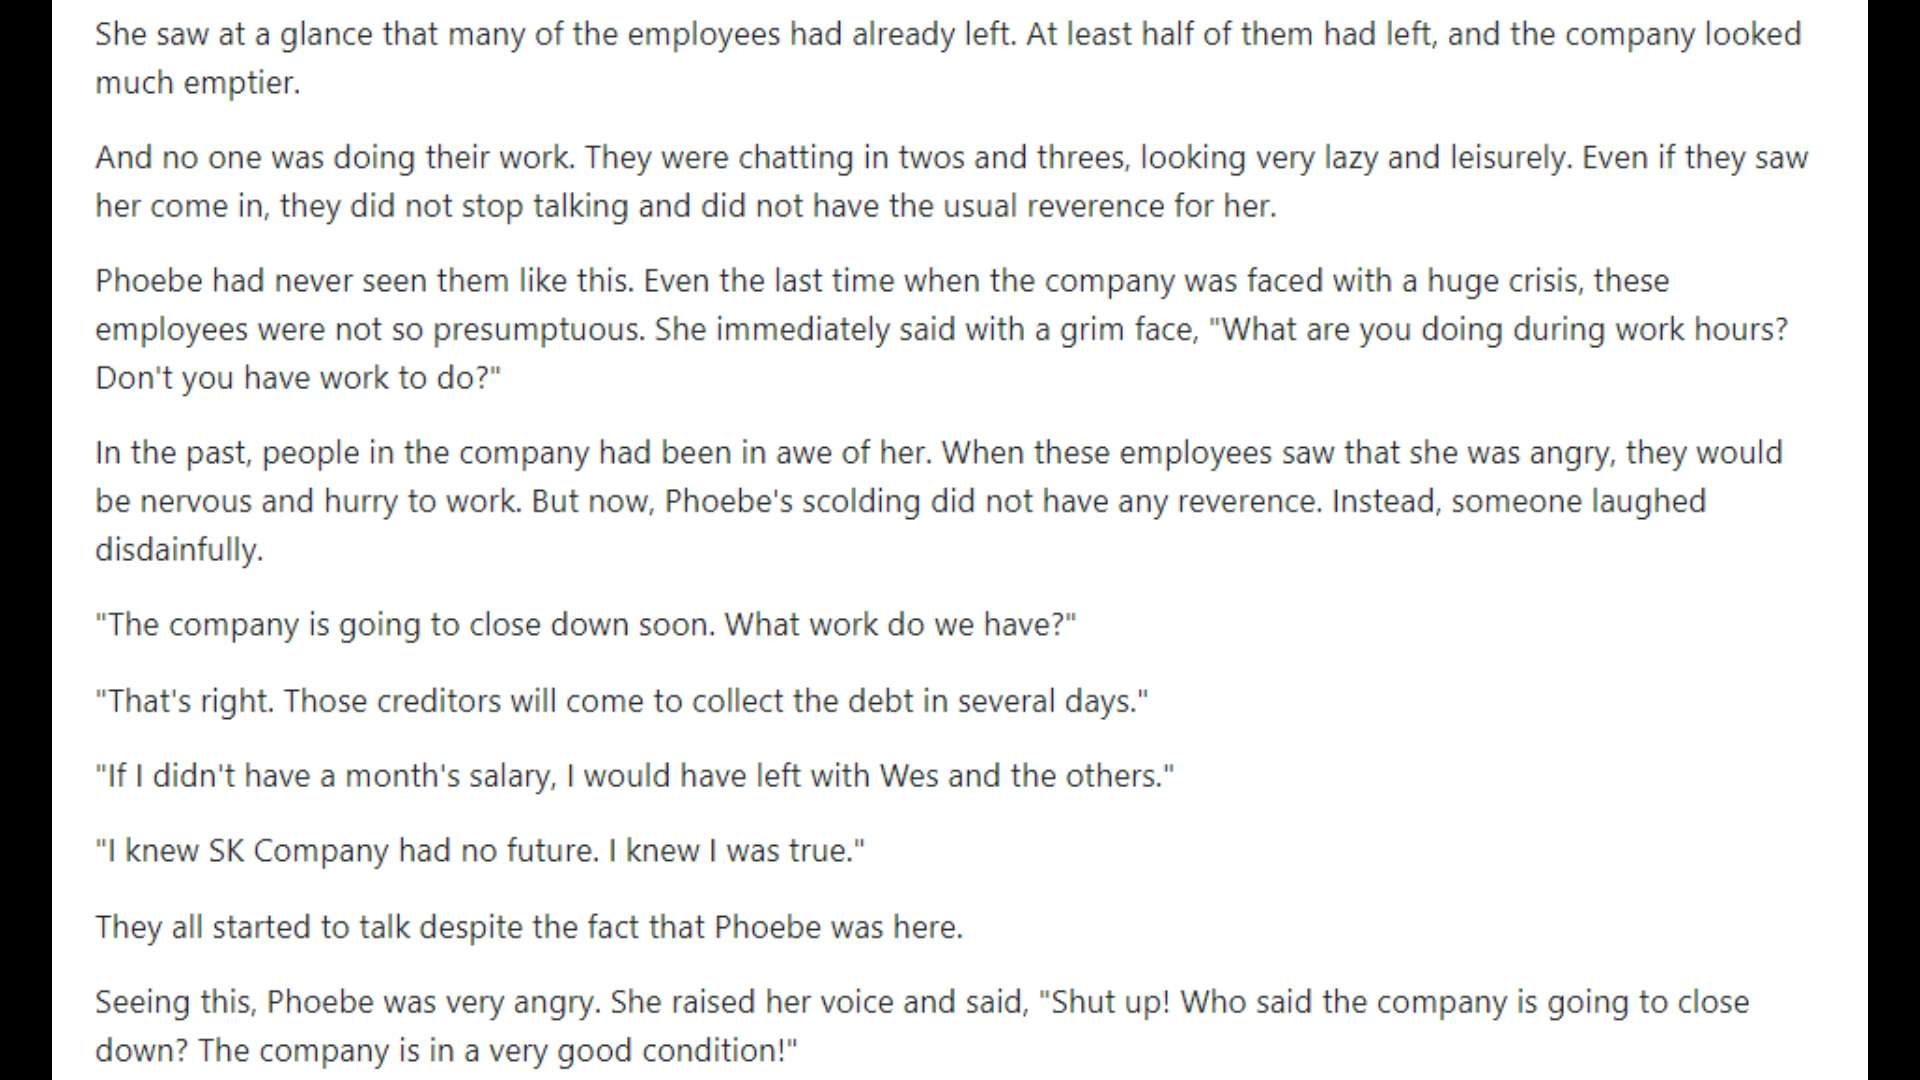 She saw at a glance that many of the employees had already left. At least half of them had left, and the company looked
much emptier.
And no one was doing their work. They were chatting in twos and threes, looking very lazy and leisurely. Even if they saw
her come in, they did not stop talking and did not have the usual reverence for her.
Phoebe had never seen them like this. Even the last time when the company was faced with a huge crisis, these
employees were not so presumptuous. She immediately said with a grim face, "What are you doing during work hours?
Don't you have work to do?"
In the past, people in the company had been in awe of her. When these employees saw that she was angry, they would
be nervous and hurry to work. But now, Phoebe's scolding did not have any reverence. Instead, someone laughed
disdainfully.
"The company is going to close down soon. What work do we have?"
"That's right. Those creditors will come to collect the debt in several days."
"If I didn't have a month's salary, I would have left with Wes and the others."
"I knew SK Company had no future. I knew I was true."
They all started to talk despite the fact that Phoebe was here.
Seeing this, Phoebe was very angry. She raised her voice and said, "Shut up! Who said the company is going to close
down? The company is in a very good condition!"